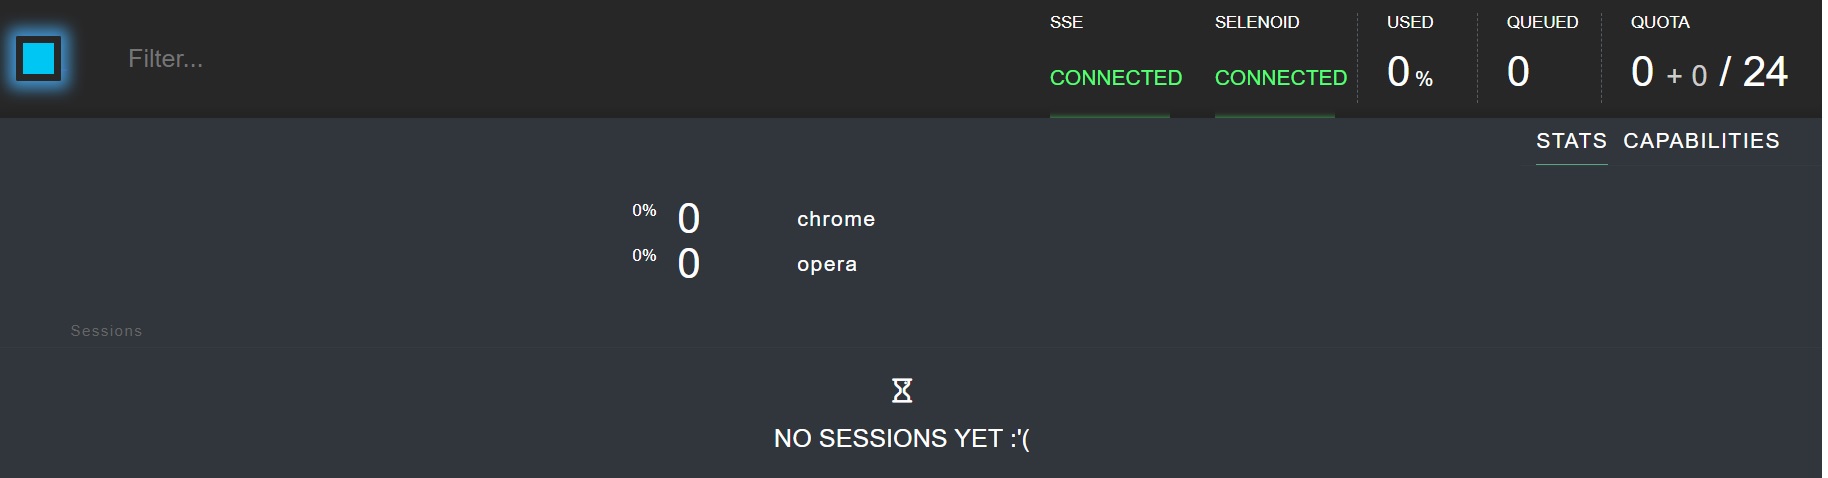 Filter...
SSE
CONNECTED
SELENOID
CONNECTED
USED
0 %
QUEUED
0
QUOTA
0 + 0 / 24
STATS CAPABILITIES
0% 0 chrome
0% 0 opera
Sessions
NO SESSIONS YET :'(